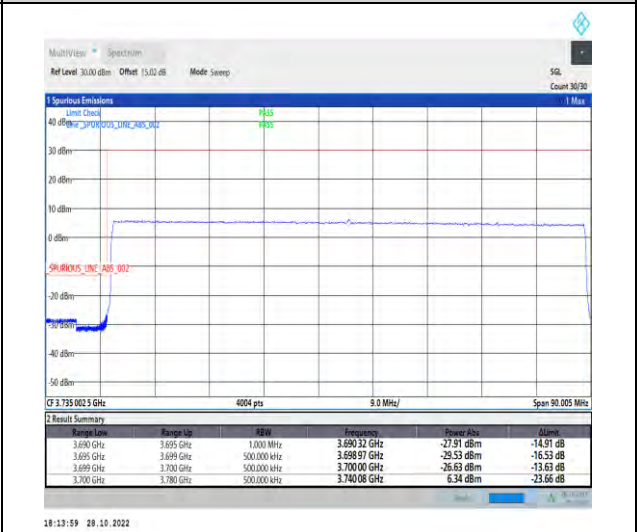 MultiView Spectrum
Ref Level 30.00 dBm Offset 15.02 dB Mode Sweep SGL
Count 30/30
1 Spurious Emissions 1 Max
Limit Check PASS
Line _SPURIOUS_LINE_ABS_002 PASS
40 dBm
30 dBm
20 dBm
10 dBm
0 dBm
_SPURIOUS_LINE_ABS_002
-20 dBm
-30 dBm
-40 dBm
-50 dBm
CF 3.735 002 5 GHz 4004 pts 9.0 MHz/ Span 90.005 MHz
2 Result Summary
Range Low Range Up RBW Frequency Power Abs ΔLimit
3.690 GHz 3.695 GHz 1.000 MHz 3.690 32 GHz -27.91 dBm -14.91 dB
3.695 GHz 3.699 GHz 500.000 kHz 3.698 97 GHz -29.53 dBm -16.53 dB
3.699 GHz 3.700 GHz 500.000 kHz 3.700 00 GHz -26.63 dBm -13.63 dB
3.700 GHz 3.780 GHz 500.000 kHz 3.740 08 GHz 6.34 dBm -23.66 dB
18:13:59 28.10.2022